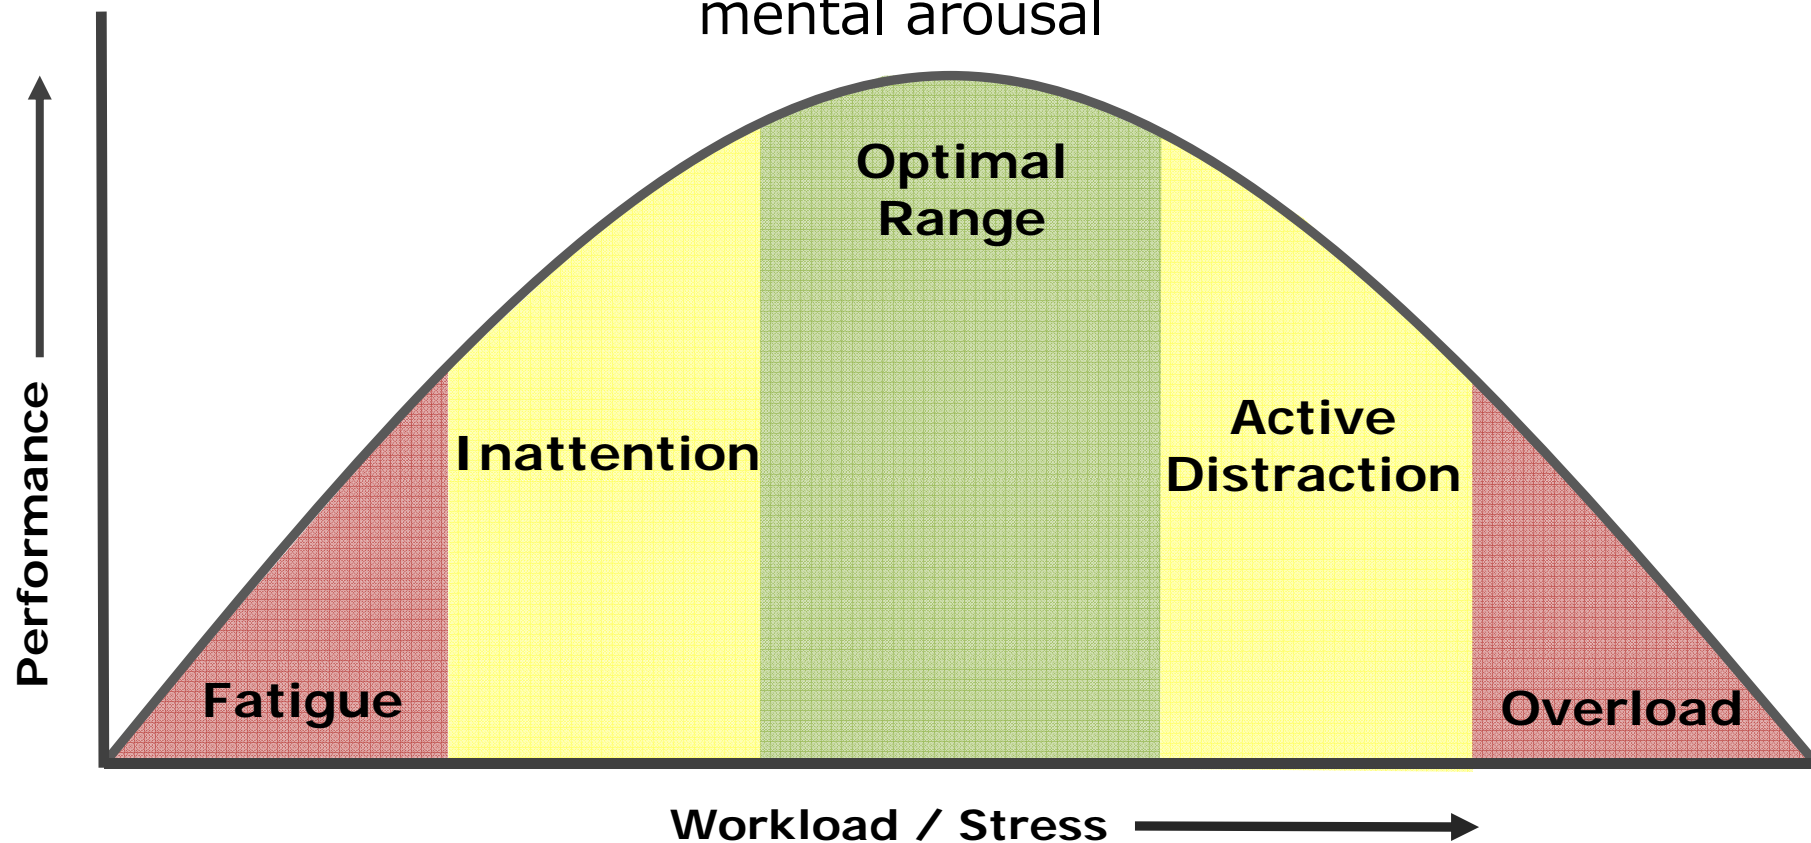 mental arousal
Optimal
Range
Inattention
Active
Distraction
Fatigue
Overload
Performance
Workload / Stress